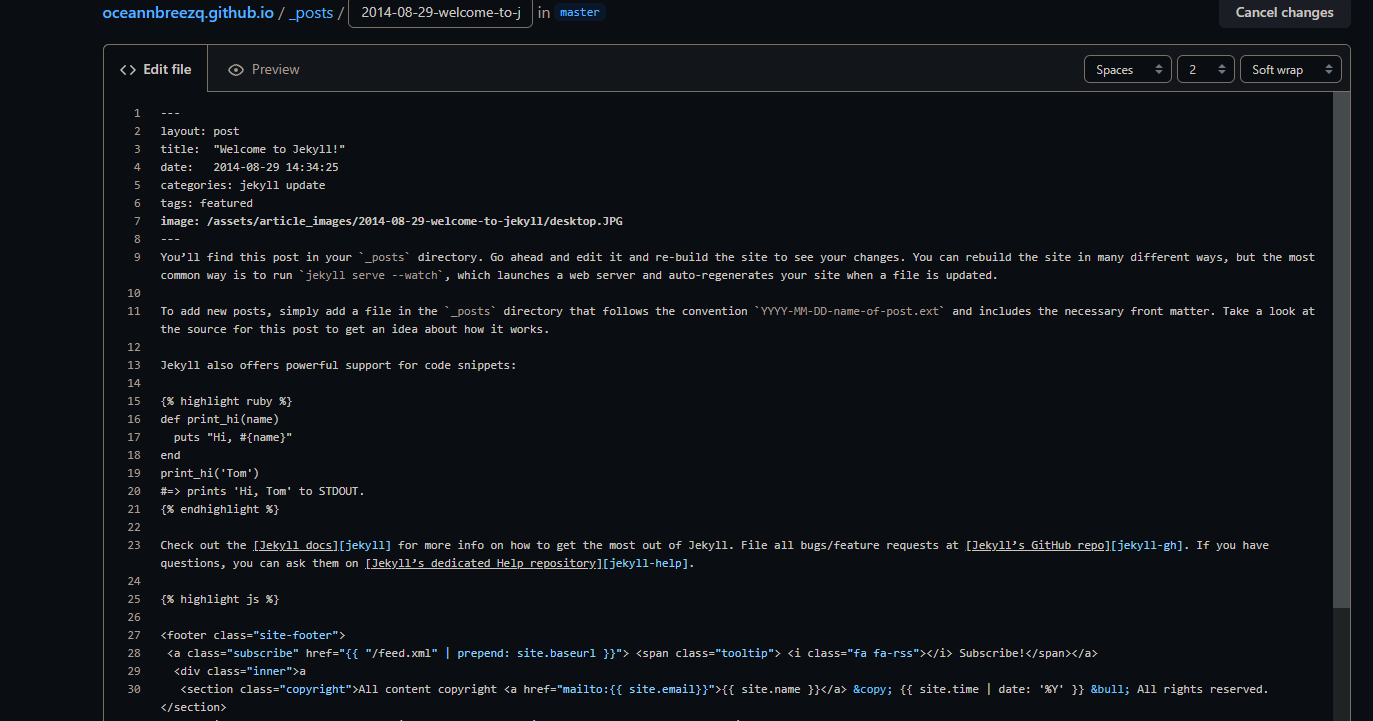 oceannbreezq.github.io / _posts / 2014-08-29-welcome-to-j in master
Cancel changes
<> Edit file
Preview
Spaces
2
Soft wrap
1 ---
2 layout: post
3 title:  "Welcome to Jekyll!"
4 date:   2014-08-29 14:34:25
5 categories: jekyll update
6 tags: featured
7 image: /assets/article_images/2014-08-29-welcome-to-jekyll/desktop.JPG
8 ---
9 You’ll find this post in your `_posts` directory. Go ahead and edit it and re-build the site to see your changes. You can rebuild the site in many different ways, but the most
common way is to run `jekyll serve --watch`, which launches a web server and auto-regenerates your site when a file is updated.
10
11 To add new posts, simply add a file in the `_posts` directory that follows the convention `YYYY-MM-DD-name-of-post.ext` and includes the necessary front matter. Take a look at
the source for this post to get an idea about how it works.
12
13 Jekyll also offers powerful support for code snippets:
14
15 {% highlight ruby %}
16 def print_hi(name)
17   puts "Hi, #{name}"
18 end
19 print_hi('Tom')
20 #=> prints 'Hi, Tom' to STDOUT.
21 {% endhighlight %}
22
23 Check out the [Jekyll docs][jekyll] for more info on how to get the most out of Jekyll. File all bugs/feature requests at [Jekyll’s GitHub repo][jekyll-gh]. If you have
questions, you can ask them on [Jekyll’s dedicated Help repository][jekyll-help].
24
25 {% highlight js %}
26
27 <footer class="site-footer">
28  <a class="subscribe" href="{{ "/feed.xml" | prepend: site.baseurl }}"> <span class="tooltip"> <i class="fa fa-rss"></i> Subscribe!</span></a>
29   <div class="inner">a
30    <section class="copyright">All content copyright <a href="mailto:{{ site.email}}">{{ site.name }}</a> &copy; {{ site.time | date: '%Y' }} &bull; All rights reserved.
</section>